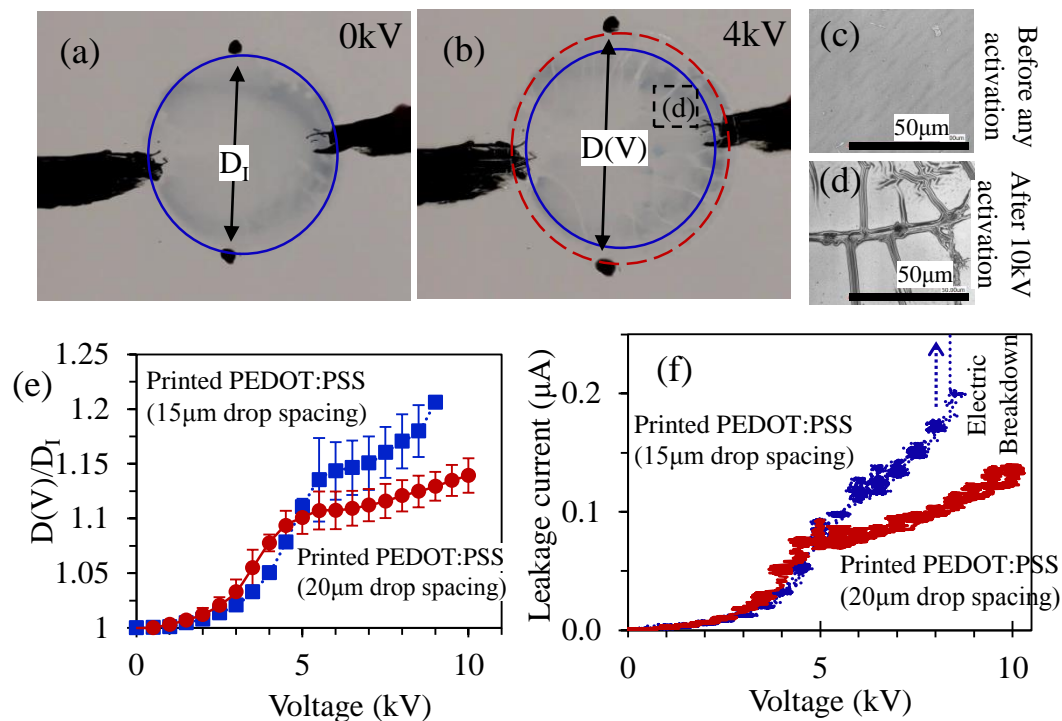 (a)
0kV
D_I
(b)
4kV
(d)
D(V)
(c)
50μm
Before any
activation
(d)
50μm
50.00μm
After 10kV
activation
(e)
D(V)/D_I
1.25
1.2
1.15
1.1
1.05
1
Printed PEDOT:PSS
(15μm drop spacing)
Printed PEDOT:PSS
(20μm drop spacing)
0
5
10
Voltage (kV)
(f)
Leakage current (μA)
0.2
0.1
0.0
Printed PEDOT:PSS
(15μm drop spacing)
Electric
Breakdown
Printed PEDOT:PSS
(20μm drop spacing)
0
5
10
Voltage (kV)